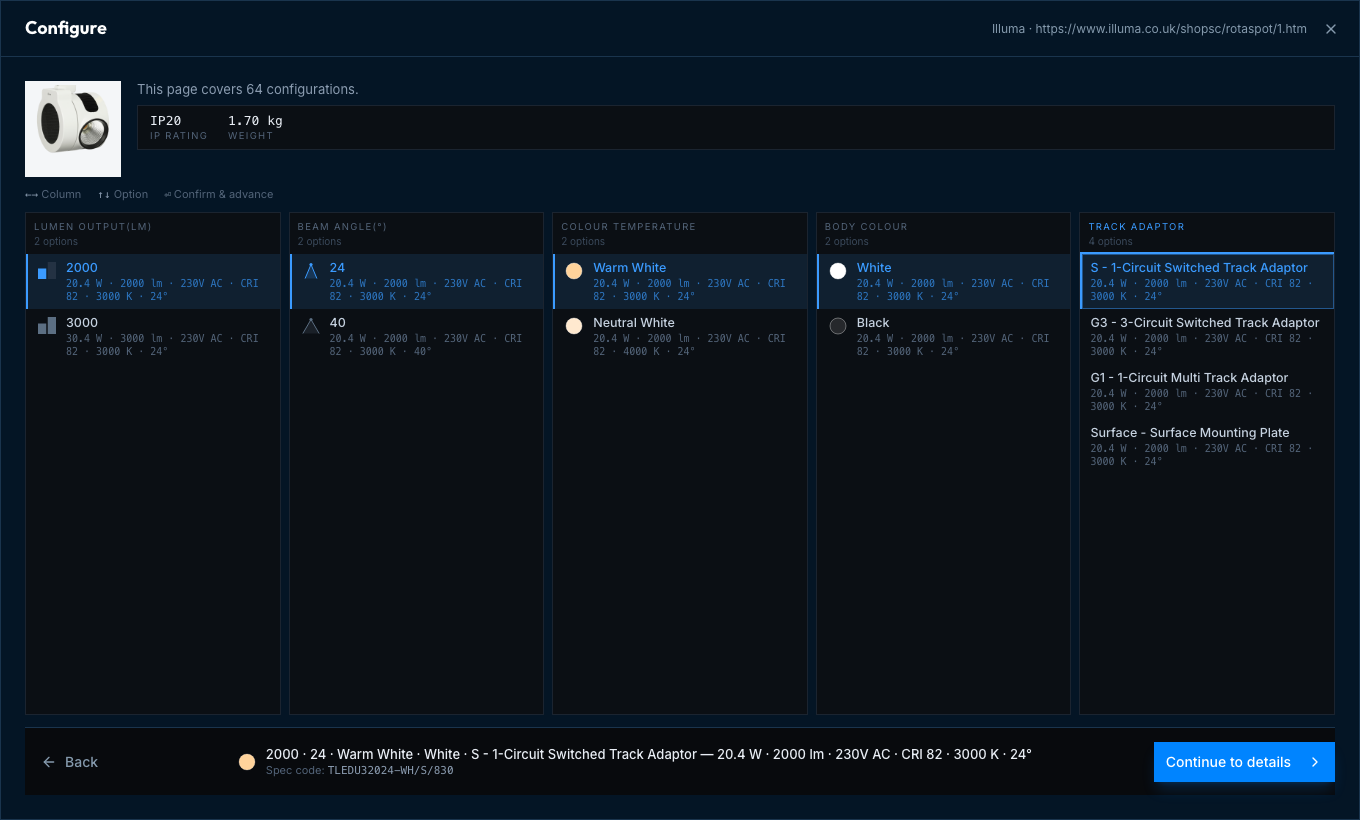 Configure
Illuma · https://www.illuma.co.uk/shopsc/rotaspot/1.htm
This page covers 64 configurations.
IP20 1.70 kg
IP RATING WEIGHT
←→ Column ↑↓ Option ⏎ Confirm & advance
LUMEN OUTPUT(LM)
2 options
2000
20.4 W · 2000 lm · 230V AC · CRI
82 · 3000 K · 24°
3000
30.4 W · 3000 lm · 230V AC · CRI
82 · 3000 K · 24°
BEAM ANGLE(°)
2 options
24
20.4 W · 2000 lm · 230V AC · CRI
82 · 3000 K · 24°
40
20.4 W · 2000 lm · 230V AC · CRI
82 · 3000 K · 40°
COLOUR TEMPERATURE
2 options
Warm White
20.4 W · 2000 lm · 230V AC · CRI
82 · 3000 K · 24°
Neutral White
20.4 W · 2000 lm · 230V AC · CRI
82 · 4000 K · 24°
BODY COLOUR
2 options
White
20.4 W · 2000 lm · 230V AC · CRI
82 · 3000 K · 24°
Black
20.4 W · 2000 lm · 230V AC · CRI
82 · 3000 K · 24°
TRACK ADAPTOR
4 options
S - 1-Circuit Switched Track Adaptor
20.4 W · 2000 lm · 230V AC · CRI 82 ·
3000 K · 24°
G3 - 3-Circuit Switched Track Adaptor
20.4 W · 2000 lm · 230V AC · CRI 82 ·
3000 K · 24°
G1 - 1-Circuit Multi Track Adaptor
20.4 W · 2000 lm · 230V AC · CRI 82 ·
3000 K · 24°
Surface - Surface Mounting Plate
20.4 W · 2000 lm · 230V AC · CRI 82 ·
3000 K · 24°
Back
2000 · 24 · Warm White · White · S - 1-Circuit Switched Track Adaptor — 20.4 W · 2000 lm · 230V AC · CRI 82 · 3000 K · 24°
Spec code: TLEDU32024-WH/S/830
Continue to details